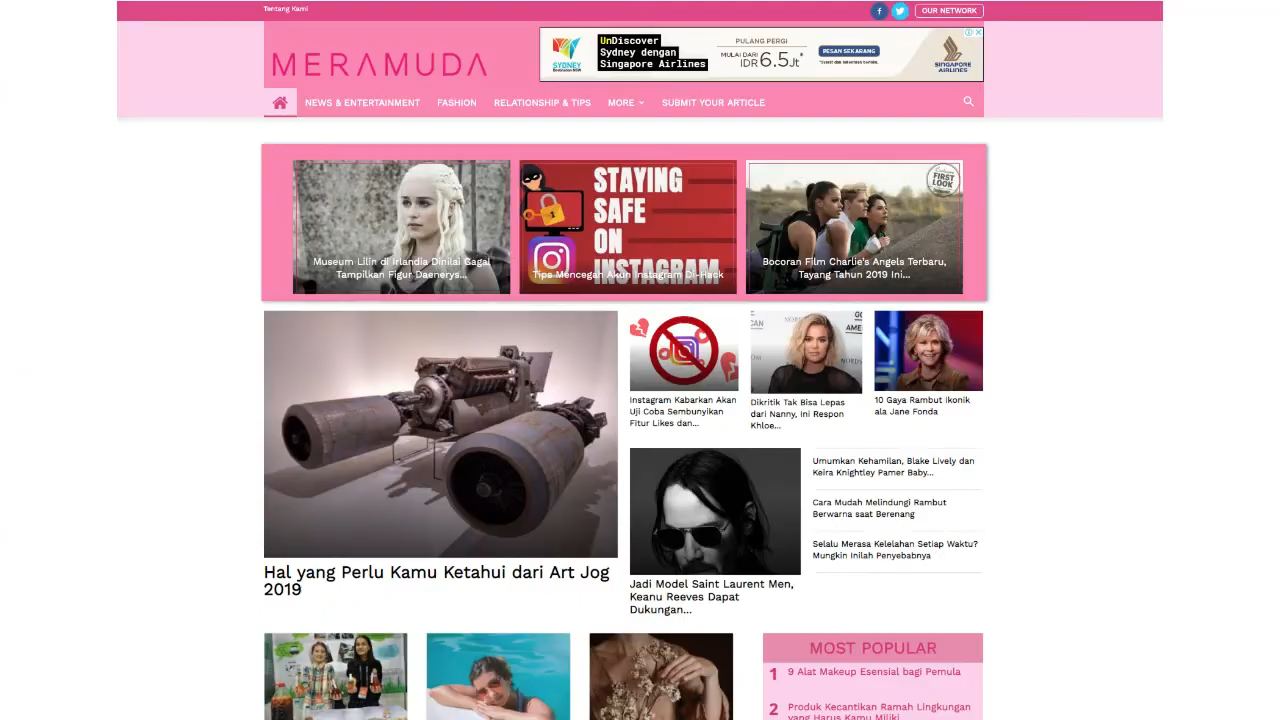 Tentang Kami
OUR NETWORK
MERAMUDA
SYDNEY
UnDiscover
Sydney dengan
Singapore Airlines
PULANG PERGI
MULAI DARI IDR 6.5Jt*
PESAN SEKARANG
SINGAPORE
AIRLINES
NEWS & ENTERTAINMENT
FASHION
RELATIONSHIP & TIPS
MORE
SUBMIT YOUR ARTICLE
Museum Lilin di Irlandia Dinilai Gagal
Tampilkan Figur Daenerys...
STAYING
SAFE
ON
INSTAGRAM
Tips Mencegah Akun Instagram Di-Hack
FIRST
LOOK
Bocoran Film Charlie's Angels Terbaru,
Tayang Tahun 2019 Ini...
Hal yang Perlu Kamu Ketahui dari Art Jog
2019
Instagram Kabarkan Akan
Uji Coba Sembunyikan
Fitur Likes dan...
Dikritik Tak Bisa Lepas
dari Nanny, Ini Respon
Khloe...
10 Gaya Rambut Ikonik
ala Jane Fonda
Jadi Model Saint Laurent Men,
Keanu Reeves Dapat
Dukungan...
Umumkan Kehamilan, Blake Lively dan
Keira Knightley Pamer Baby...
Cara Mudah Melindungi Rambut
Berwarna saat Berenang
Selalu Merasa Kelelahan Setiap Waktu?
Mungkin Inilah Penyebabnya
MOST POPULAR
1 9 Alat Makeup Esensial bagi Pemula
2 Produk Kecantikan Ramah Lingkungan
yang Harus Kamu Miliki